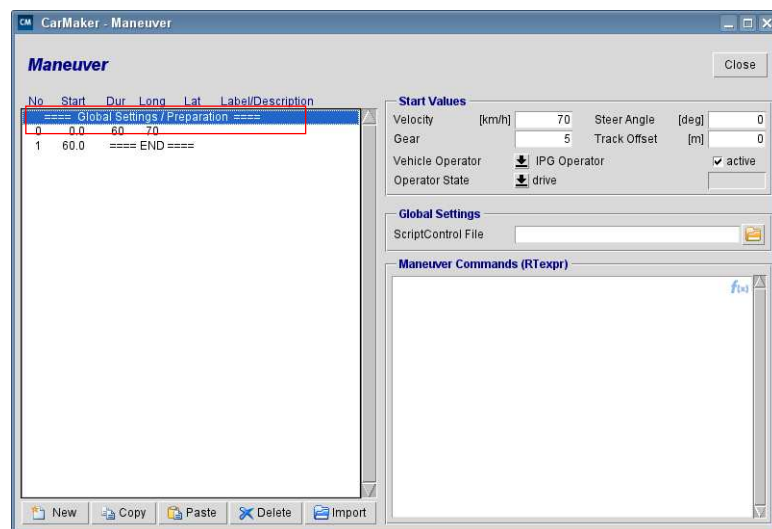 CM CarMaker - Maneuver
Maneuver
Close
No Start Dur Long Lat Label/Description
==== Global Settings / Preparation ====
0 0.0 60 70
1 60.0 ==== END ====
Start Values
Velocity [km/h] 70 Steer Angle [deg] 0
Gear 5 Track Offset [m] 0
Vehicle Operator IPG Operator active
Operator State drive
Global Settings
ScriptControl File
Maneuver Commands (RTexpr)
f(x)
New Copy Paste Delete Import